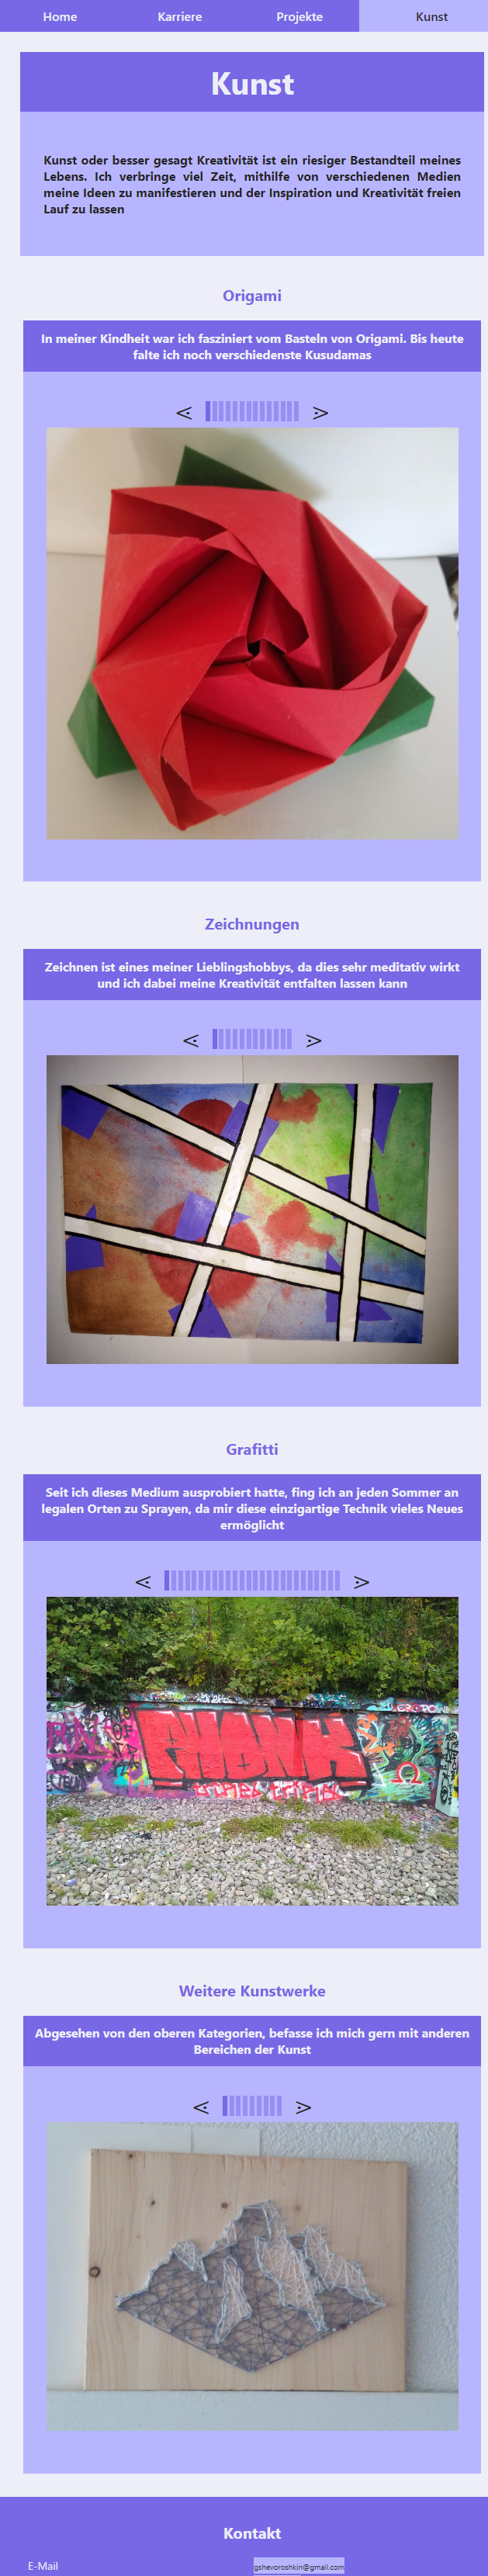 Home Karriere Projekte Kunst
Kunst
Kunst oder besser gesagt Kreativität ist ein riesiger Bestandteil meines
Lebens. Ich verbringe viel Zeit, mithilfe von verschiedenen Medien
meine Ideen zu manifestieren und der Inspiration und Kreativität freien
Lauf zu lassen
Origami
In meiner Kindheit war ich fasziniert vom Basteln von Origami. Bis heute
falte ich noch verschiedenste Kusudamas
Zeichnungen
Zeichnen ist eines meiner Lieblingshobbys, da dies sehr meditativ wirkt
und ich dabei meine Kreativität entfalten lassen kann
Grafitti
Seit ich dieses Medium ausprobiert hatte, fing ich an jeden Sommer an
legalen Orten zu Sprayen, da mir diese einzigartige Technik vieles Neues
ermöglicht
Ω
Weitere Kunstwerke
Abgesehen von den oberen Kategorien, befasse ich mich gern mit anderen
Bereichen der Kunst
Kontakt
E-Mail gshevoroshkin@gmail.com